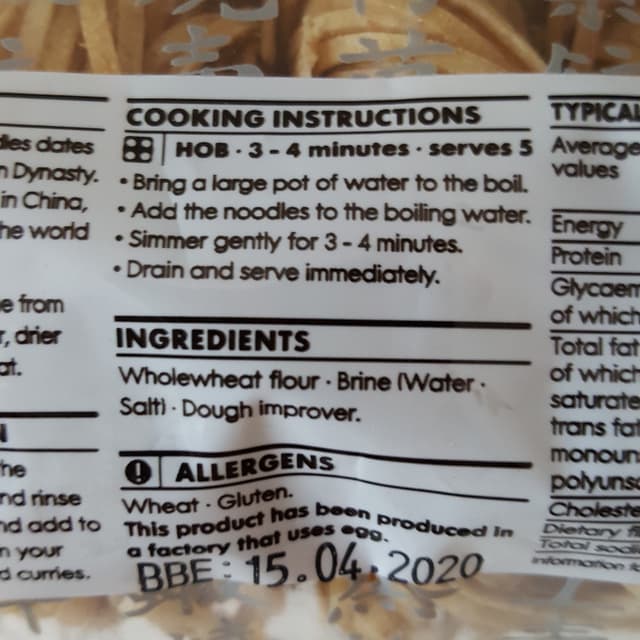 dies dates
n Dynasty.
in China,
he world
e from
r, drier
at.
he
nd rinse
nd add to
n your
d curries.
COOKING INSTRUCTIONS
HOB · 3 - 4 minutes · serves 5
• Bring a large pot of water to the boil.
• Add the noodles to the boiling water.
• Simmer gently for 3 - 4 minutes.
• Drain and serve immediately.
INGREDIENTS
Wholewheat flour · Brine (Water ·
Salt) · Dough improver.
ALLERGENS
Wheat · Gluten.
This product has been produced in
a factory that uses egg.
BBE: 15.04.2020
TYPICAL
Average
values
Energy
Protein
Glycaem
of which
Total fat
of which
saturate
trans fat
monoun
polyuns
Choleste
Dietary fi
Total sod
information fo